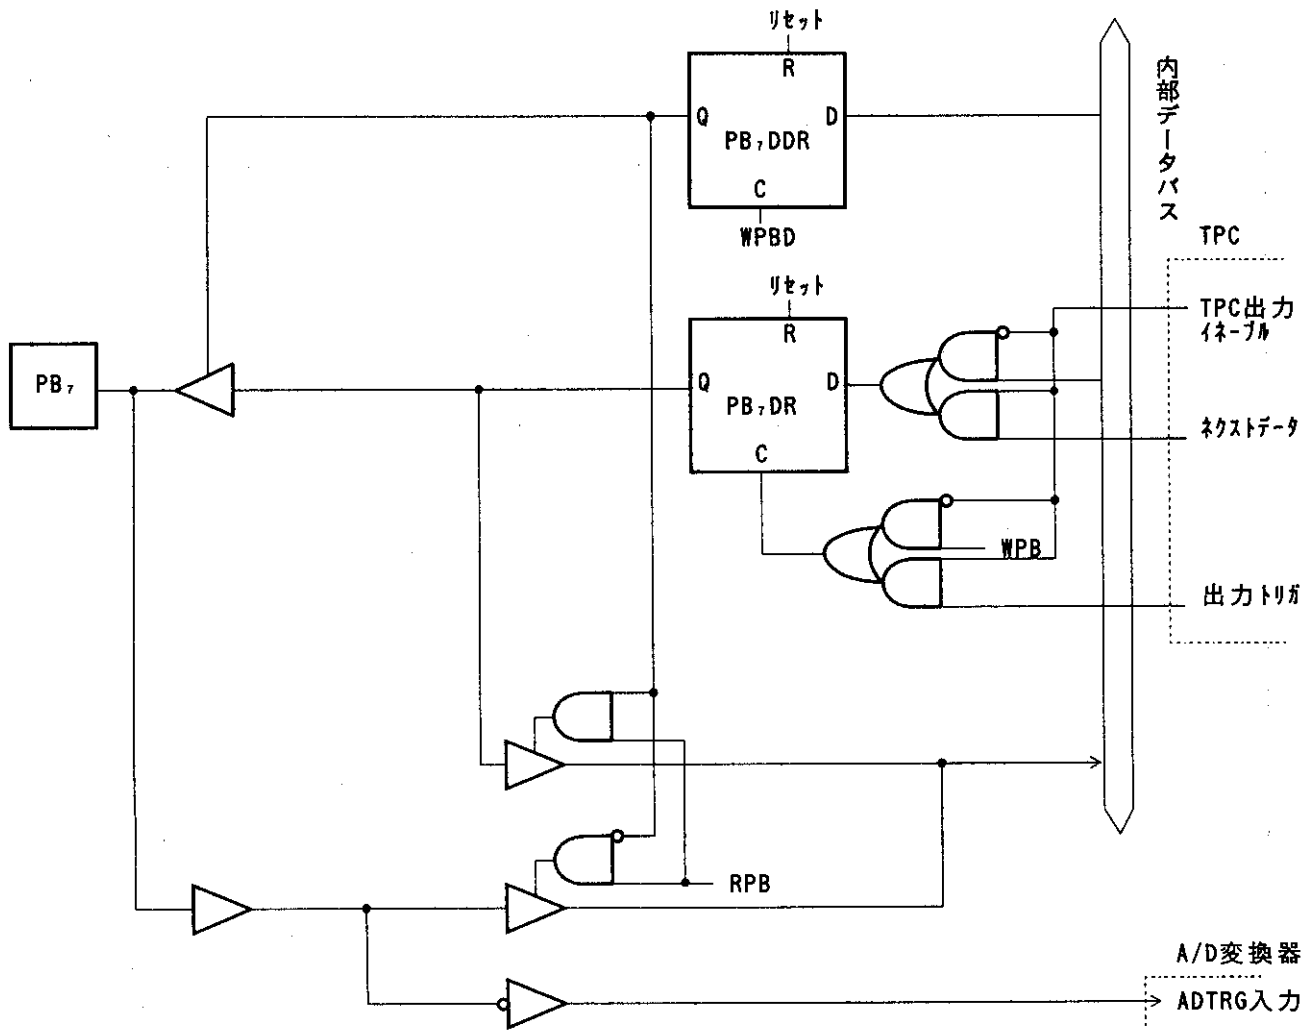 リセット
R
Q
D
PB₇DDR
C
WPBD
内部データバス
TPC
リセット
R
TPC出力
イネーブル
PB₇
Q
D
PB₇DR
ネクストデータ
C
WPB
出力トリガ
RPB
A/D変換器
ADTRG入力